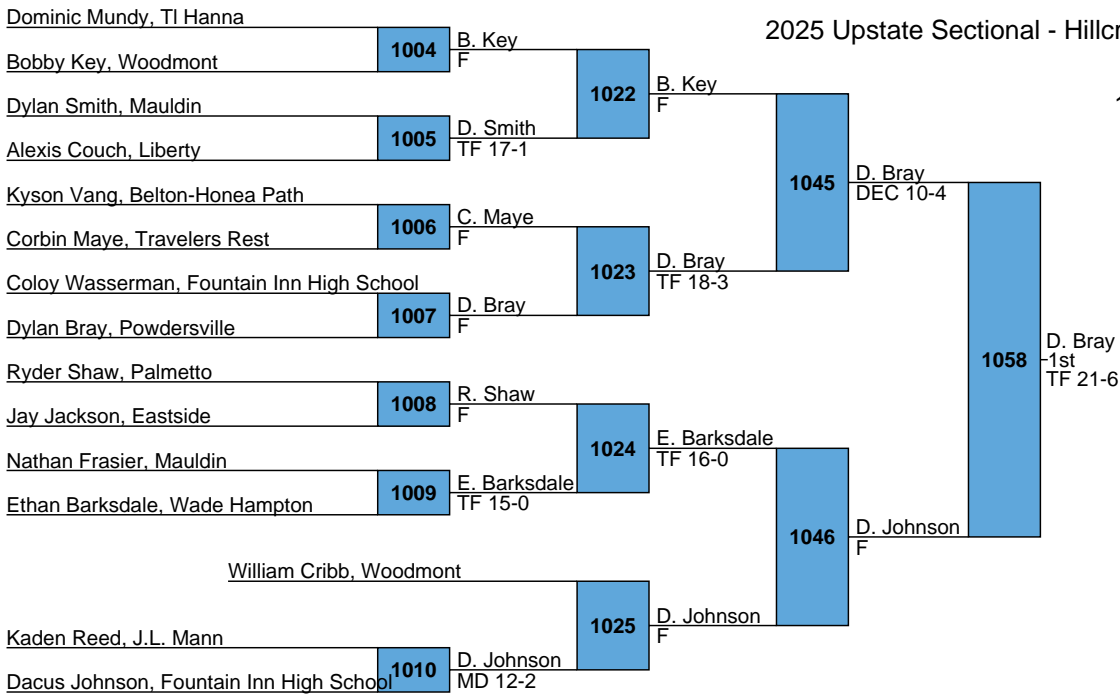 Dominic Mundy, Tl Hanna
2025 Upstate Sectional - Hillcr
1004
B. Key
F
Bobby Key, Woodmont
1022
B. Key
F
Dylan Smith, Mauldin
1005
D. Smith
TF 17-1
Alexis Couch, Liberty
1045
D. Bray
DEC 10-4
Kyson Vang, Belton-Honea Path
1006
C. Maye
F
Corbin Maye, Travelers Rest
1023
D. Bray
TF 18-3
Coloy Wasserman, Fountain Inn High School
1007
D. Bray
F
Dylan Bray, Powdersville
1058
D. Bray
1st
TF 21-6
Ryder Shaw, Palmetto
1008
R. Shaw
F
Jay Jackson, Eastside
1024
E. Barksdale
TF 16-0
Nathan Frasier, Mauldin
1009
E. Barksdale
TF 15-0
Ethan Barksdale, Wade Hampton
1046
D. Johnson
F
William Cribb, Woodmont
1025
D. Johnson
F
Kaden Reed, J.L. Mann
1010
D. Johnson
MD 12-2
Dacus Johnson, Fountain Inn High School